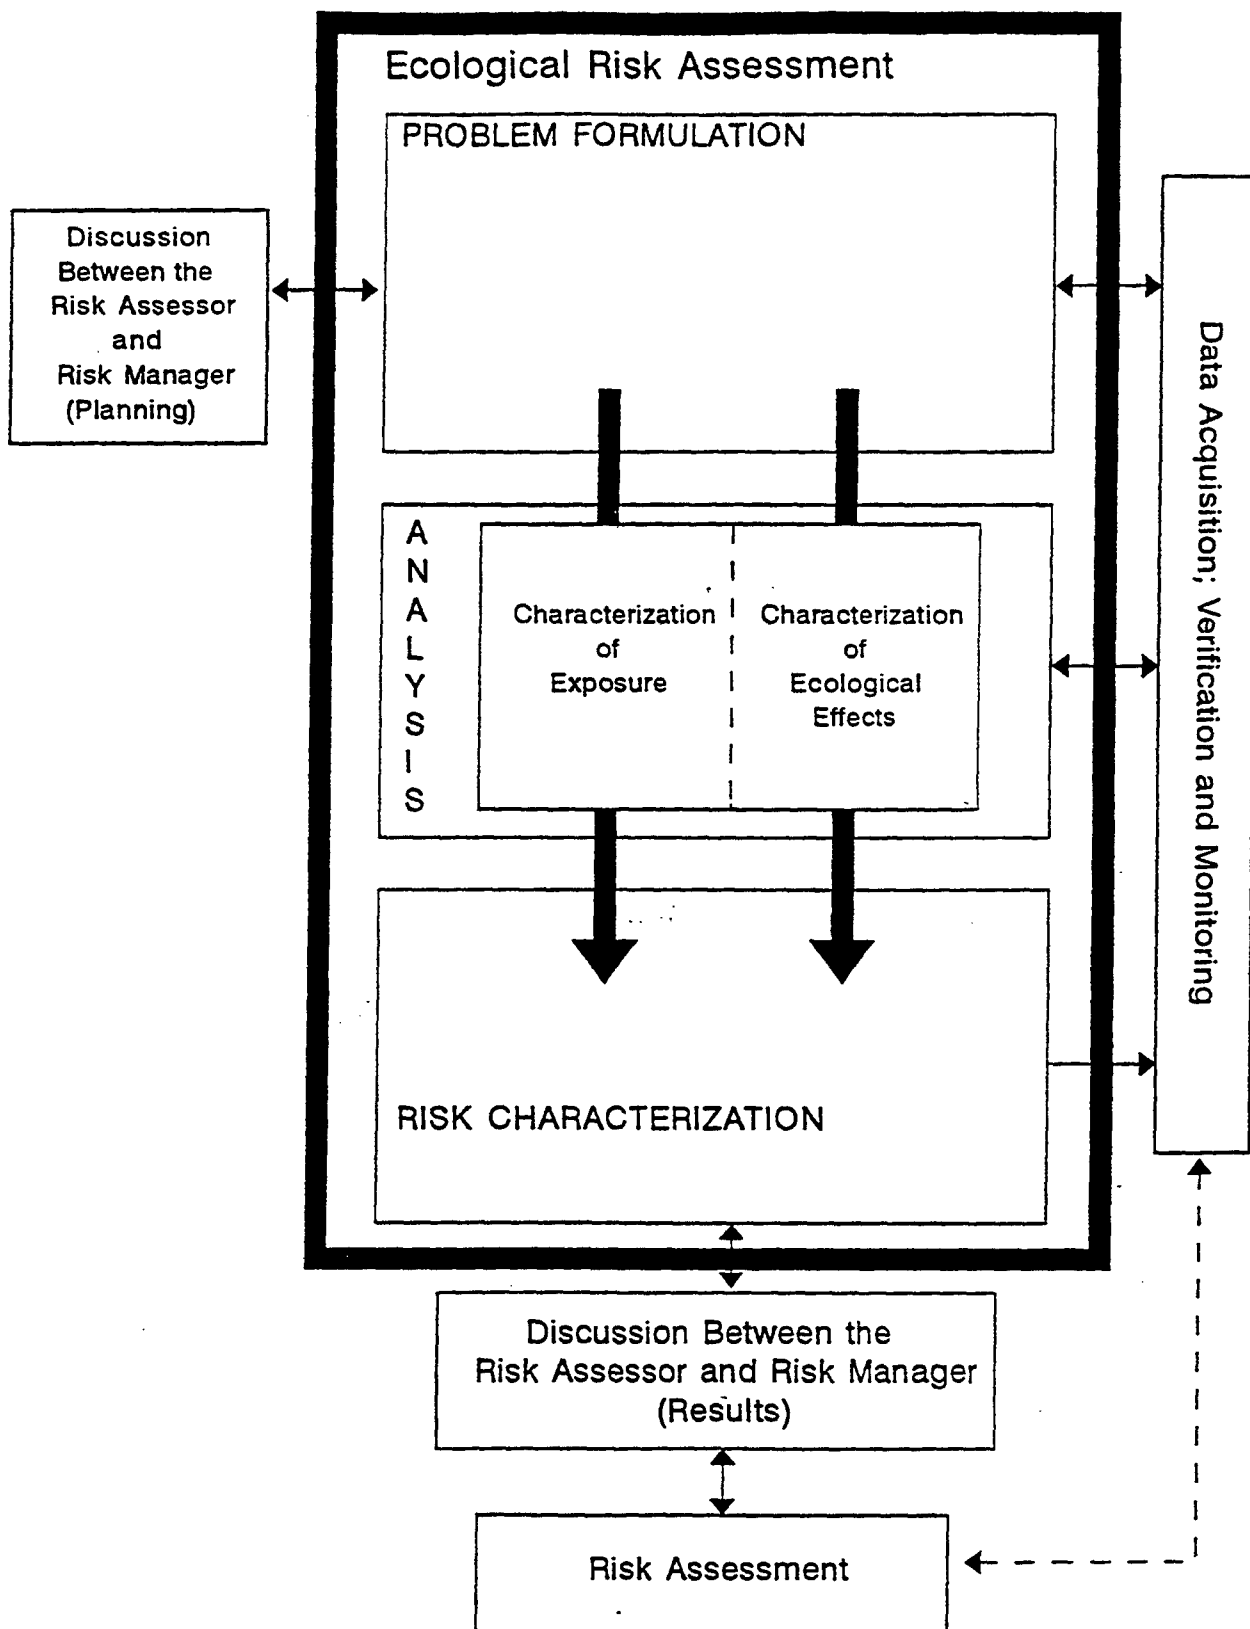 Ecological Risk Assessment
PROBLEM FORMULATION
Discussion
Between the
Risk Assessor
and
Risk Manager
(Planning)
Data Acquisition; Verification and Monitoring
ANALYSIS
Characterization
of
Exposure
Characterization
of
Ecological
Effects
RISK CHARACTERIZATION
Discussion Between the
Risk Assessor and Risk Manager
(Results)
Risk Assessment